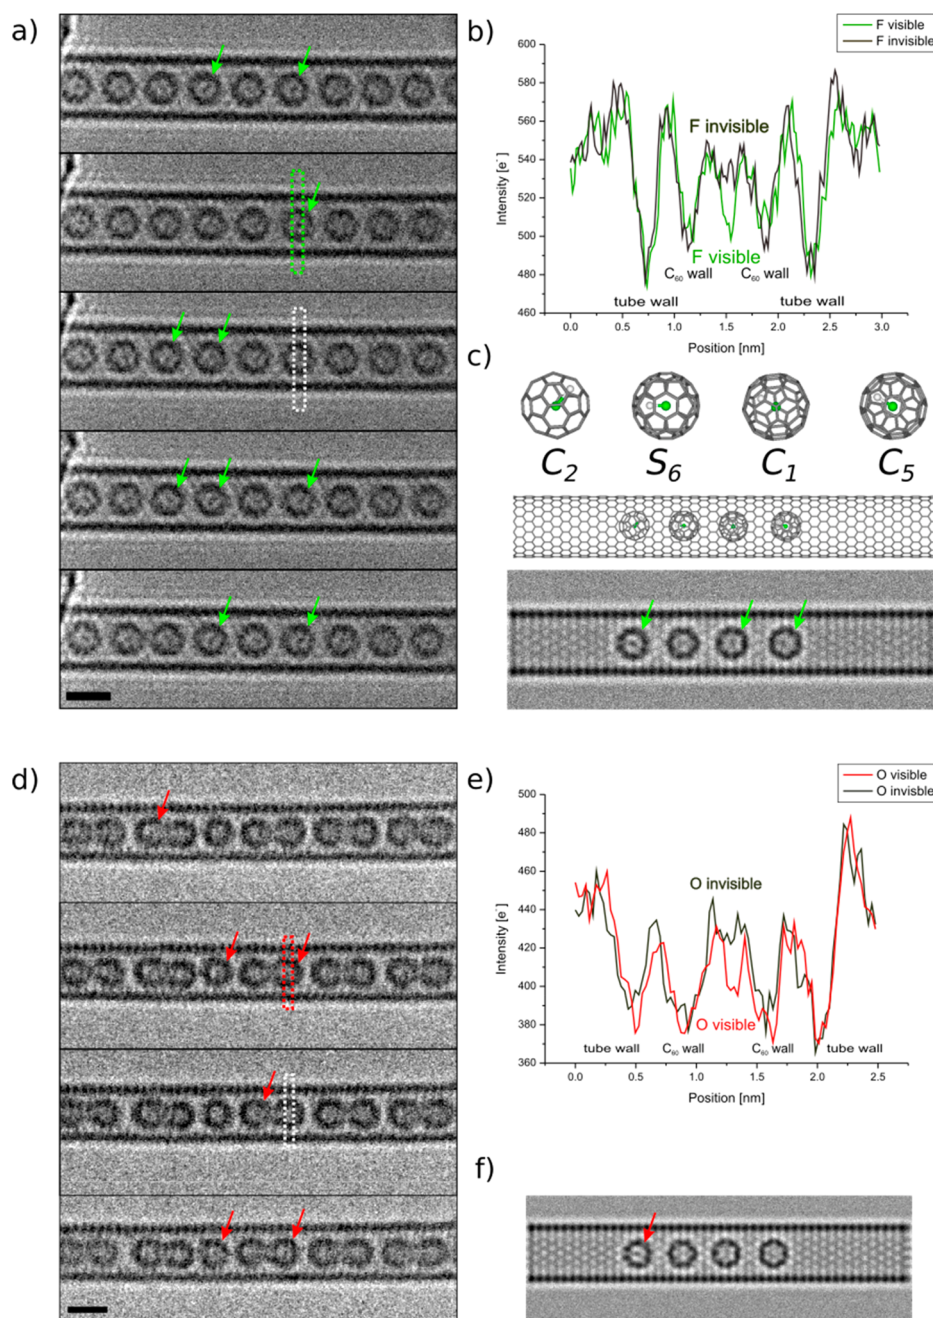 a)
b)
F visible
F invisible
600
580
560
540
520
500
480
460
Intensity [e⁻]
F invisible
F visible
C₆₀ wall
C₆₀ wall
tube wall
tube wall
0.0 0.5 1.0 1.5 2.0 2.5 3.0
Position [nm]
c)
C₂ S₆ C₁ C₅
d)
e)
O visible
O invisble
500
480
460
440
420
400
380
360
Intensity [e⁻]
O invisible
O visible
tube wall C₆₀ wall C₆₀ wall tube wall
0.0 0.5 1.0 1.5 2.0 2.5
Position [nm]
f)